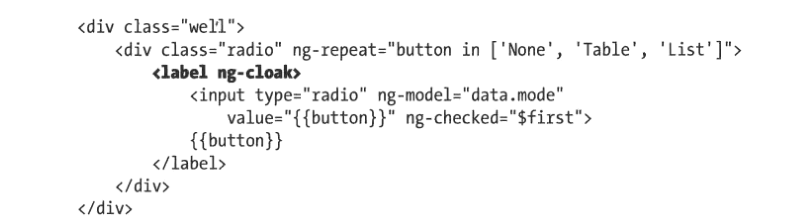 <div class="well">
<div class="radio" ng-repeat="button in ['None', 'Table', 'List']">
<label ng-cloak>
<input type="radio" ng-model="data.mode"
value="{{button}}" ng-checked="$first">
{{button}}
</label>
</div>
</div>